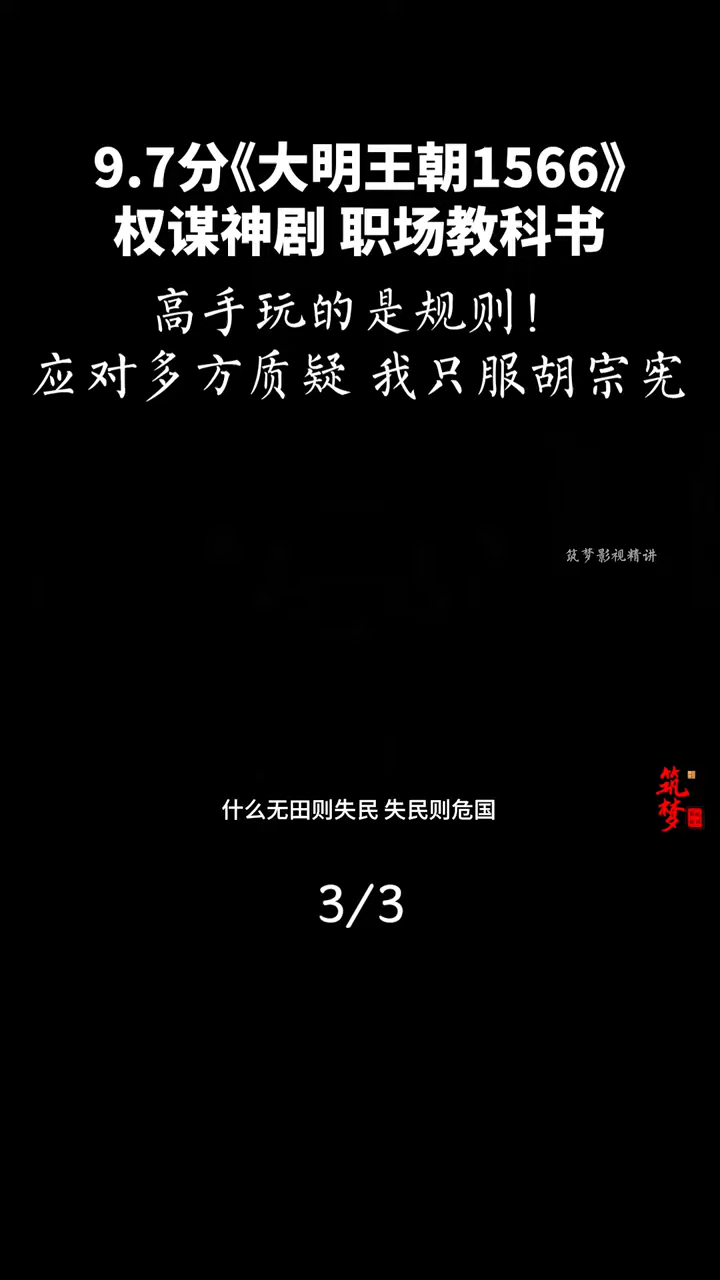 9.7分《大明王朝1566》
权谋神剧 职场教科书
高手玩的是规则!
应对多方质疑 我只服胡宗宪
筑梦影视精讲
筑梦
什么无田则失民 失民则危国
3/3